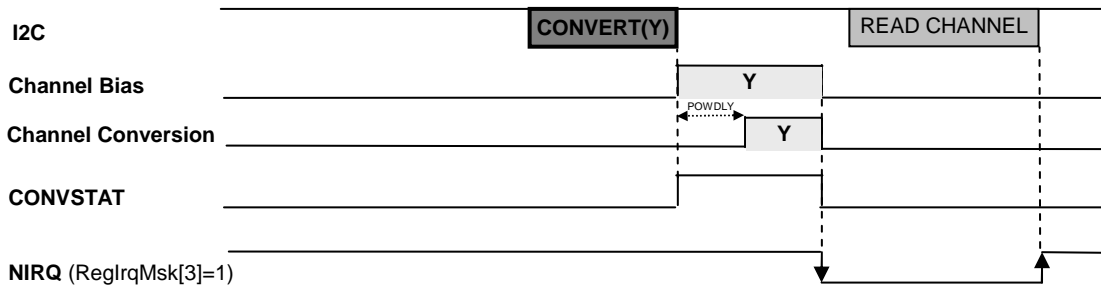 I2C CONVERT(Y) READ CHANNEL
Channel Bias Y
POWDLY
Channel Conversion Y
CONVSTAT
NIRQ (RegIrqMsk[3]=1)